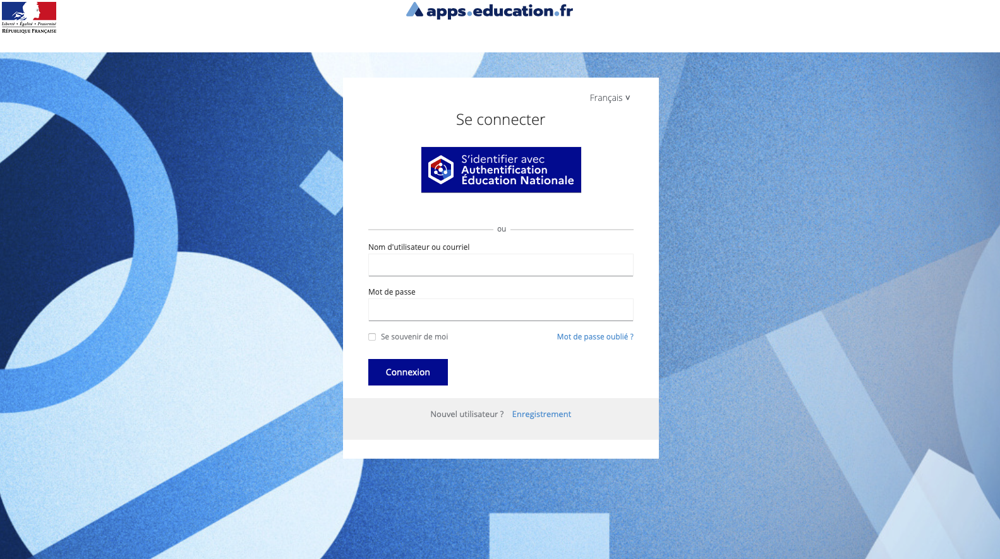 Liberté • Égalité • Fraternité
RÉPUBLIQUE FRANÇAISE
apps.education.fr
Français
Se connecter
S'identifier avec
Authentification
Éducation Nationale
ou
Nom d'utilisateur ou courriel
Mot de passe
Se souvenir de moi
Mot de passe oublié ?
Connexion
Nouvel utilisateur ? Enregistrement